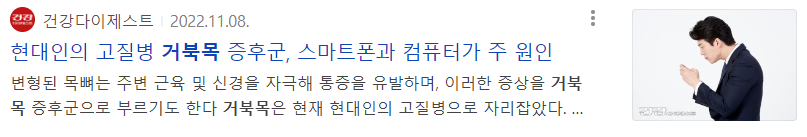 건강다이제스트 2022.11.08.
현대인의 고질병 거북목 증후군, 스마트폰과 컴퓨터가 주 원인
변형된 목뼈는 주변 근육 및 신경을 자극해 통증을 유발하며, 이러한 증상을 거북
목 증후군으로 부르기도 한다 거북목은 현재 현대인의 고질병으로 자리잡았다. ...